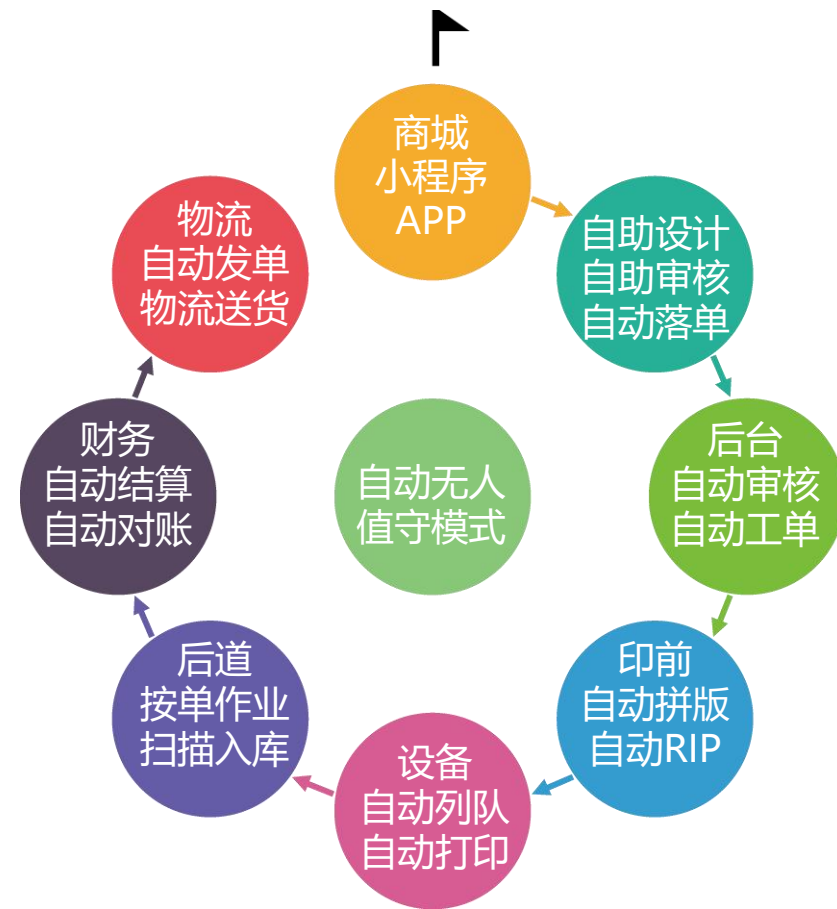 商城
小程序
APP
自助设计
自助审核
自动落单
后台
自动审核
自动工单
印前
自动拼版
自动RIP
设备
自动列队
自动打印
后道
按单作业
扫描入库
财务
自动结算
自动对账
物流
自动发单
物流送货
自动无人
值守模式